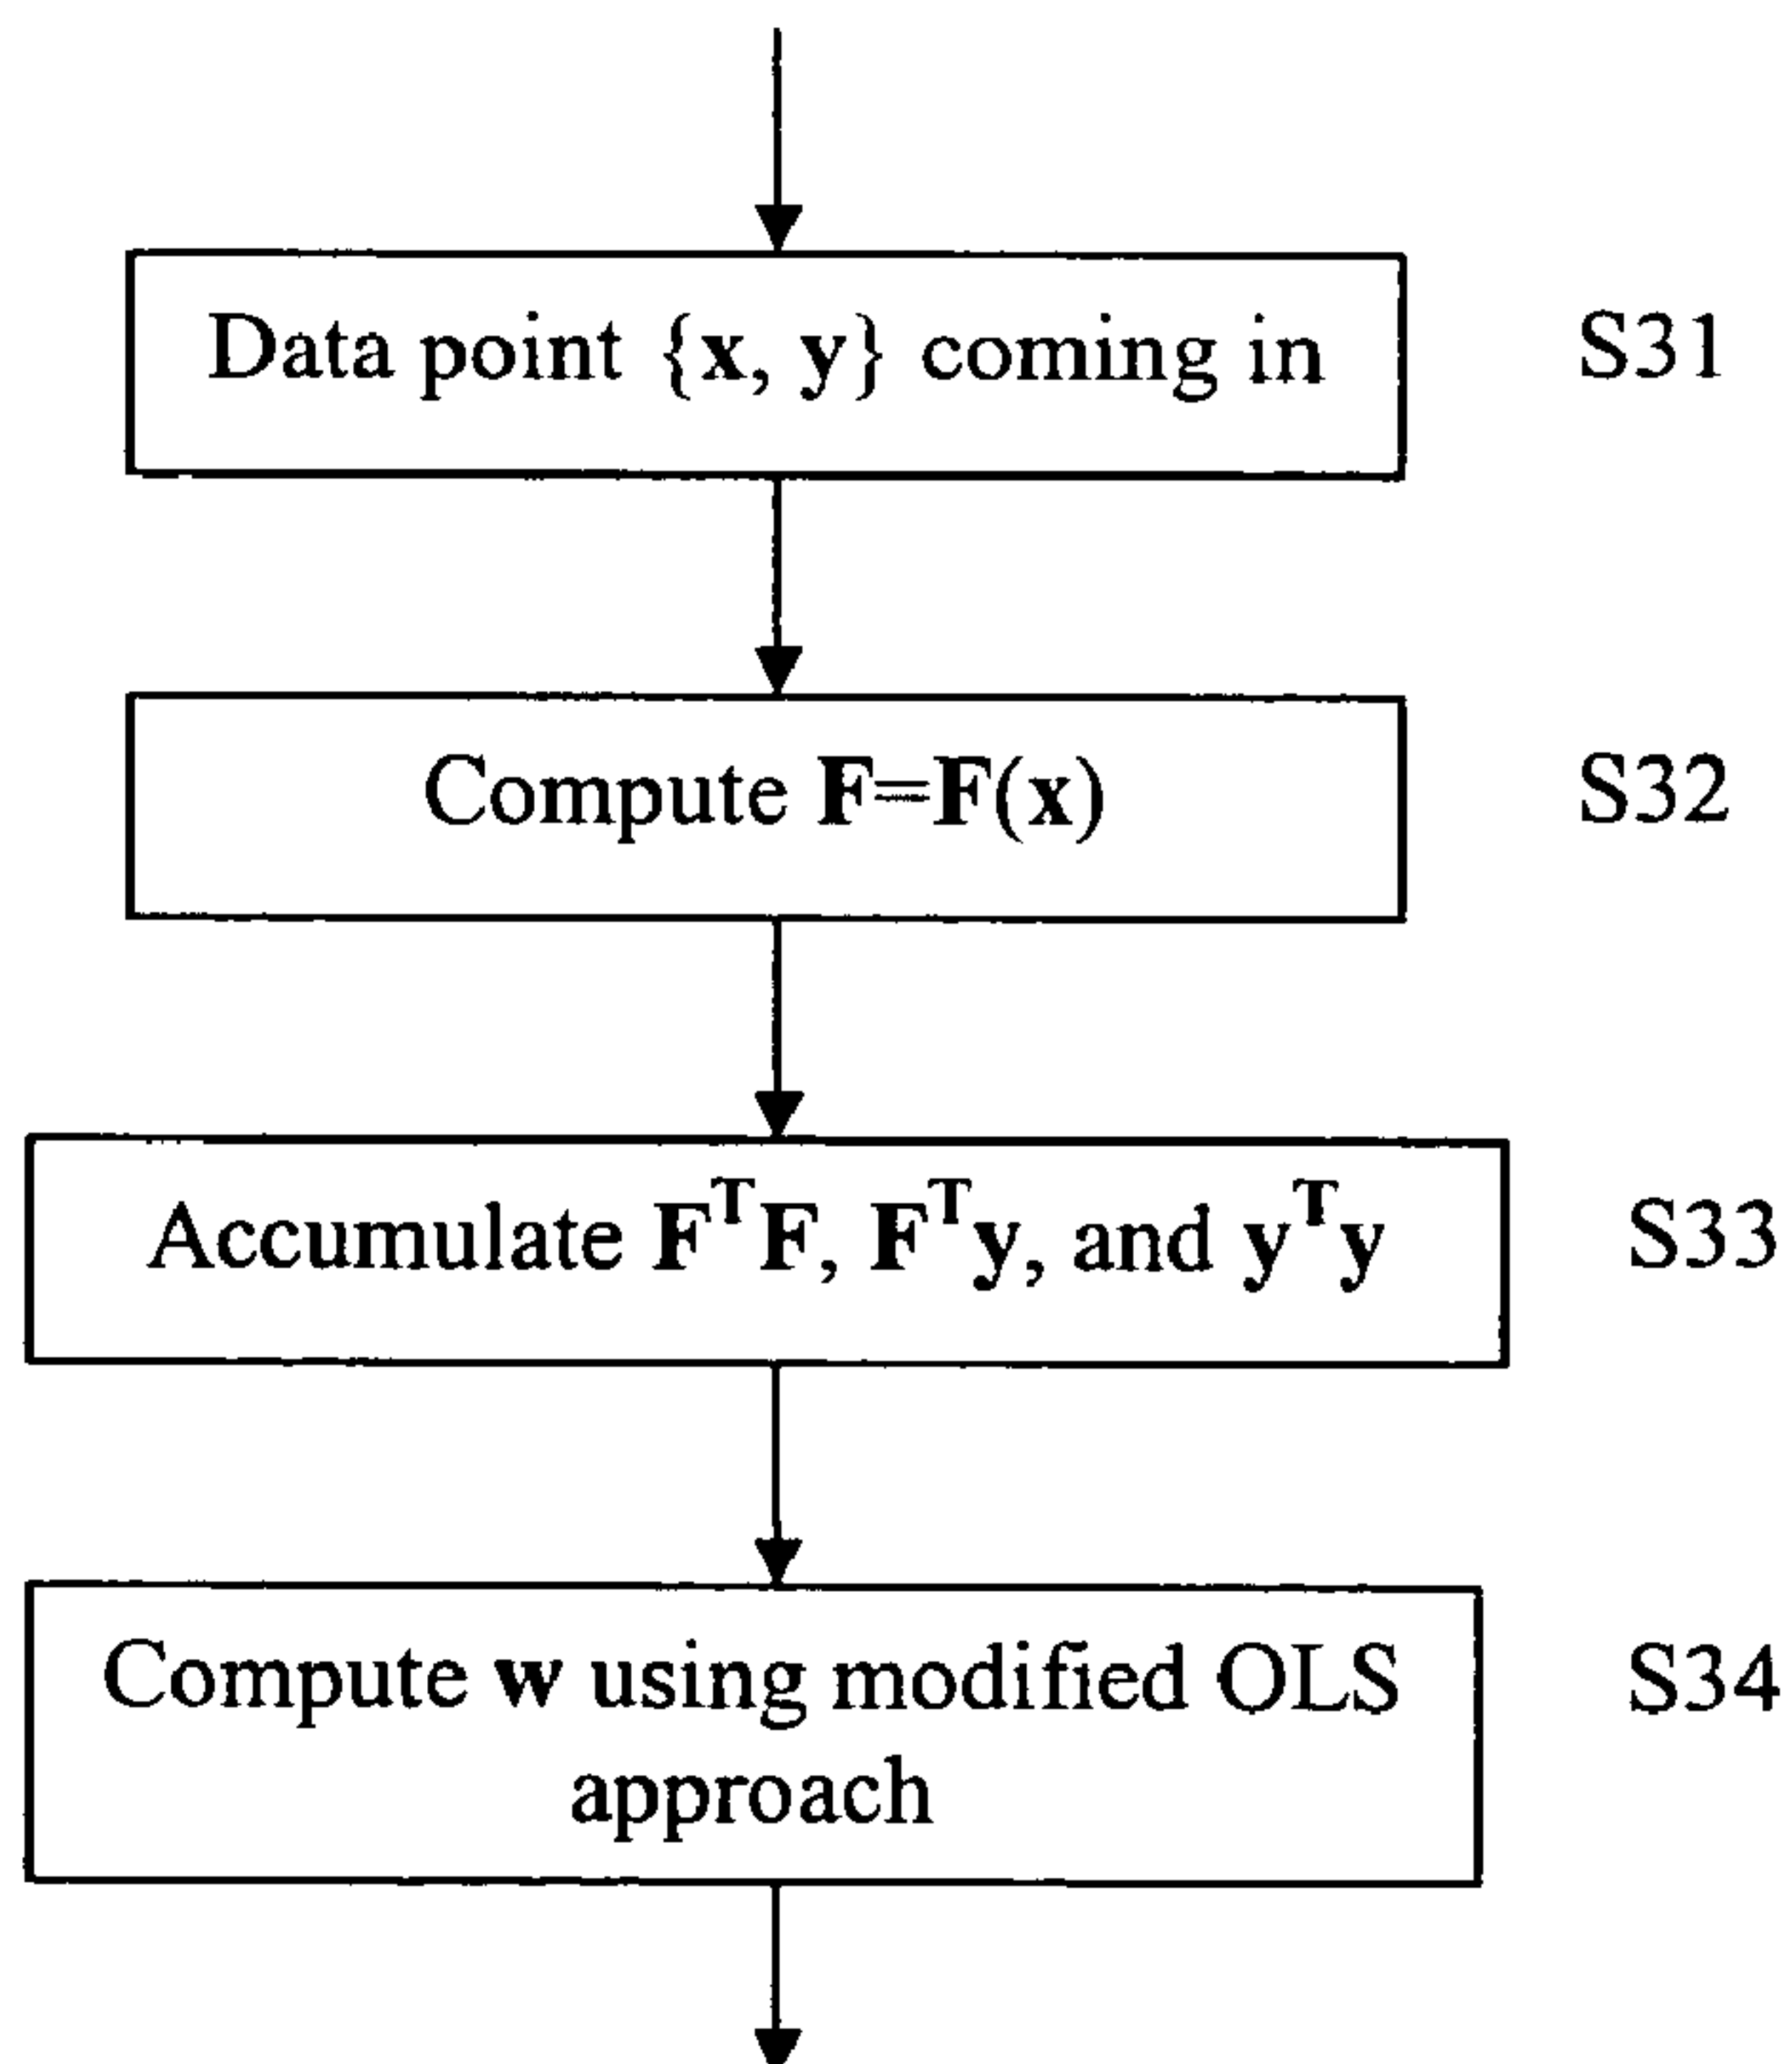 Data point {x, y} coming in
S31
Compute F=F(x)
S32
Accumulate FᵀF, Fᵀy, and yᵀy
S33
Compute w using modified OLS
approach
S34